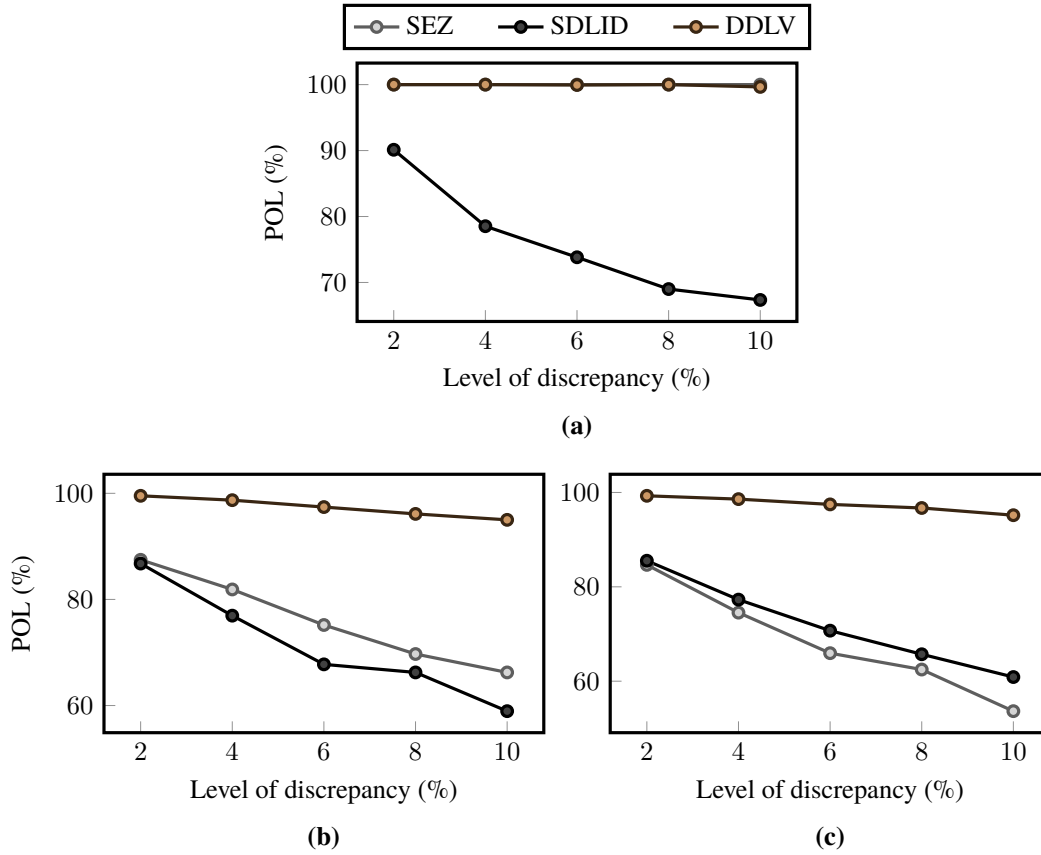 SEZ SDLID DDLV
100
90
80
70
POL (%)
2 4 6 8 10
Level of discrepancy (%)
(a)
100
80
60
POL (%)
2 4 6 8 10
Level of discrepancy (%)
(b)
100
80
60
2 4 6 8 10
Level of discrepancy (%)
(c)